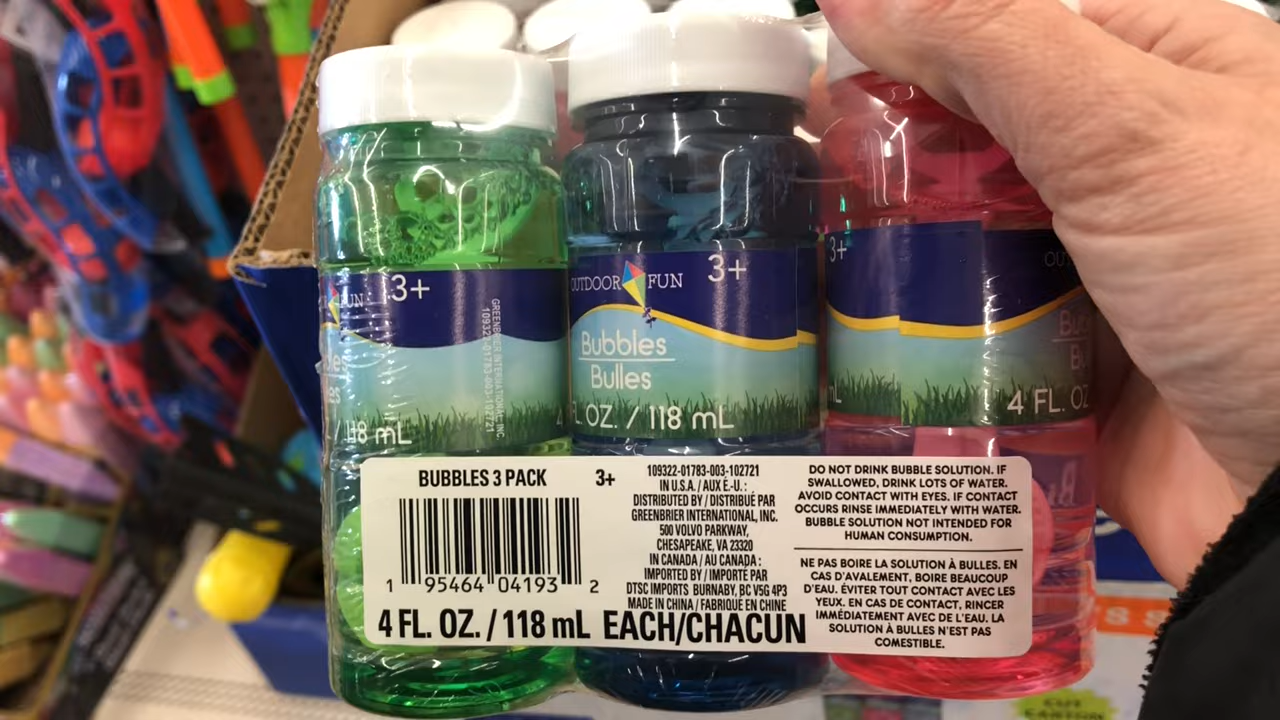 3+
FUN
GREENBRIER INTERNATIONAL, INC.
118 mL
OUTDOOR FUN
3+
Bubbles
Bulles
FL. OZ. / 118 mL
3+
4 FL. OZ
BUBBLES 3 PACK
3+
1 95464 04193 2
4 FL. OZ. / 118 mL EACH/CHACUN
109322-01783-003-102721
IN U.S.A. / AUX É.-U. :
DISTRIBUTED BY / DISTRIBUÉ PAR
GREENBRIER INTERNATIONAL, INC.
500 VOLVO PARKWAY,
CHESAPEAKE, VA 23320
IN CANADA / AU CANADA :
IMPORTED BY / IMPORTÉ PAR
DTSC IMPORTS BURNABY, BC V5G 4P3
MADE IN CHINA / FABRIQUÉ EN CHINE
DO NOT DRINK BUBBLE SOLUTION. IF
SWALLOWED, DRINK LOTS OF WATER.
AVOID CONTACT WITH EYES. IF CONTACT
OCCURS RINSE IMMEDIATELY WITH WATER.
BUBBLE SOLUTION NOT INTENDED FOR
HUMAN CONSUMPTION.
NE PAS BOIRE LA SOLUTION À BULLES. EN
CAS D'AVALEMENT, BOIRE BEAUCOUP
D'EAU. ÉVITER TOUT CONTACT AVEC LES
YEUX. EN CAS DE CONTACT, RINCER
IMMÉDIATEMENT AVEC DE L'EAU. LA
SOLUTION À BULLES N'EST PAS
COMESTIBLE.